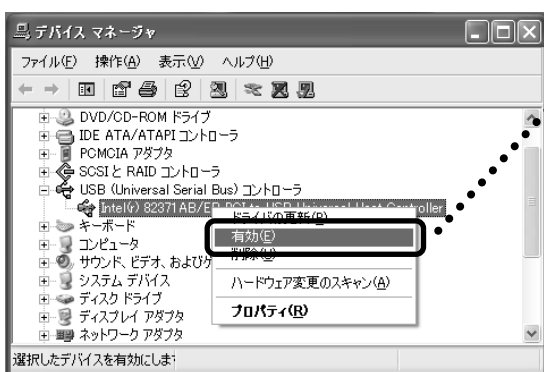 デバイス マネージャ
ファイル(F) 操作(A) 表示(V) ヘルプ(H)
DVD/CD-ROM ドライブ
IDE ATA/ATAPI コントローラ
PCMCIA アダプタ
SCSI と RAID コントローラ
USB (Universal Serial Bus) コントローラ
Intel(r) 82371AB/EB PCI to USB Universal Host Controller
ドライバの更新(P)
キーボード
有効(E)
コンピュータ
削除(U)
サウンド、ビデオ、およびゲ
システム デバイス
ハードウェア変更のスキャン(A)
ディスク ドライブ
ディスプレイ アダプタ
プロパティ(R)
ネットワーク アダプタ
選択したデバイスを有効にしま